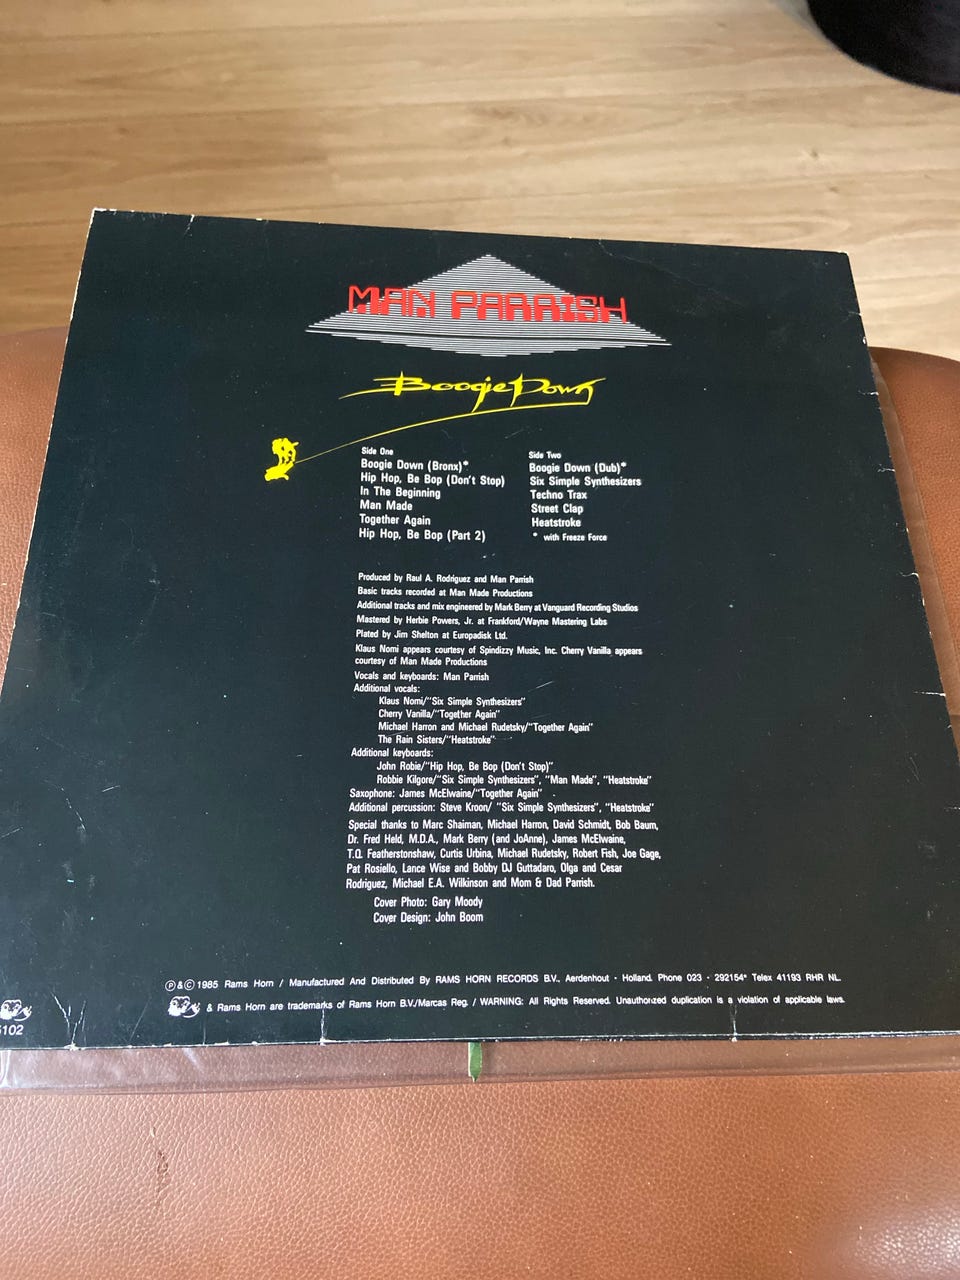 MAN PARRISH
Boogie Down
Side One
Boogie Down (Bronx)*
Hip Hop, Be Bop (Don't Stop)
In The Beginning
Man Made
Together Again
Hip Hop, Be Bop (Part 2)
Side Two
Boogie Down (Dub)*
Six Simple Synthesizers
Techno Trax
Street Clap
Heatstroke
* with Freeze Force
Produced by Raul A. Rodriguez and Man Parrish
Basic tracks recorded at Man Made Productions
Additional tracks and mix engineered by Mark Berry at Vanguard Recording Studios
Mastered by Herbie Powers, Jr. at Frankford/Wayne Mastering Labs
Plated by Jim Shelton at Europadisk Ltd.
Klaus Nomi appears courtesy of Spindizzy Music, Inc. Cherry Vanilla appears
courtesy of Man Made Productions
Vocals and keyboards: Man Parrish
Additional vocals:
Klaus Nomi/"Six Simple Synthesizers"
Cherry Vanilla/"Together Again"
Michael Harron and Michael Rudetsky/"Together Again"
The Rain Sisters/"Heatstroke"
Additional keyboards:
John Robie/"Hip Hop, Be Bop (Don't Stop)"
Robbie Kilgore/"Six Simple Synthesizers", "Man Made", "Heatstroke"
Saxophone: James McElwaine/"Together Again"
Additional percussion: Steve Kroon/ "Six Simple Synthesizers", "Heatstroke"
Special thanks to Marc Shaiman, Michael Harron, David Schmidt, Bob Baum,
Dr. Fred Held, M.D.A., Mark Berry (and JoAnne), James McElwaine,
T.Q. Featherstonshaw, Curtis Urbina, Michael Rudetsky, Robert Fish, Joe Gage,
Pat Rosiello, Lance Wise and Bobby DJ Guttadaro, Olga and Cesar
Rodriguez, Michael E.A. Wilkinson and Mom & Dad Parrish.
Cover Photo: Gary Moody
Cover Design: John Boom
℗&© 1985 Rams Horn / Manufactured And Distributed By RAMS HORN RECORDS B.V., Aerdenhout - Holland. Phone 023 - 292154* Telex 41193 RHR NL.
& Rams Horn are trademarks of Rams Horn B.V./Marcas Reg. / WARNING: All Rights Reserved. Unauthorized duplication is a violation of applicable laws.
5102